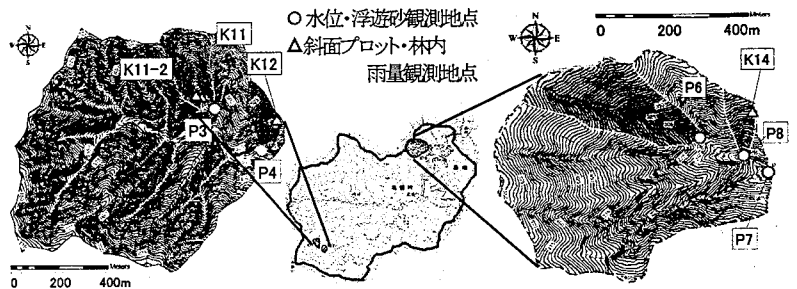 ○水位・浮遊砂観測地点
△斜面プロット・林内
雨量観測地点
N
W
E
S
K11
K11-2
K12
P3
P4
Meters
0 200 400m
N
W
E
S
Meters
0 200 400m
K14
P6
P8
P7